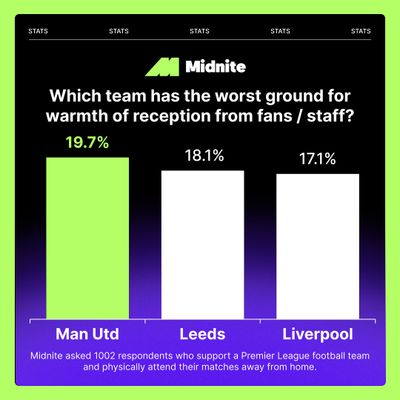 STATS STATS STATS STATS STATS
Midnite
Which team has the worst ground for
warmth of reception from fans / staff?
19.7%
18.1%
17.1%
Man Utd
Leeds
Liverpool
Midnite asked 1002 respondents who support a Premier League football team
and physically attend their matches away from home.